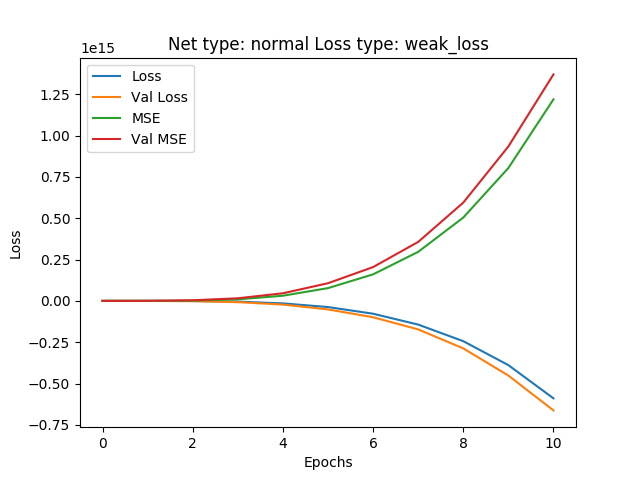 Net type: normal Loss type: weak_loss
1e15
Loss
Val Loss
MSE
Val MSE
1.25
1.00
0.75
0.50
0.25
0.00
−0.25
−0.50
−0.75
Loss
0 2 4 6 8 10
Epochs